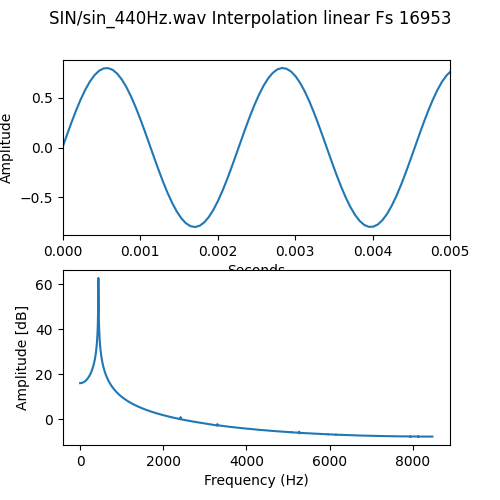 SIN/sin_440Hz.wav Interpolation linear Fs 16953
Amplitude
0.5
0.0
−0.5
0.000 0.001 0.002 0.003 0.004 0.005
Seconds
Amplitude [dB]
60
40
20
0
0 2000 4000 6000 8000
Frequency (Hz)